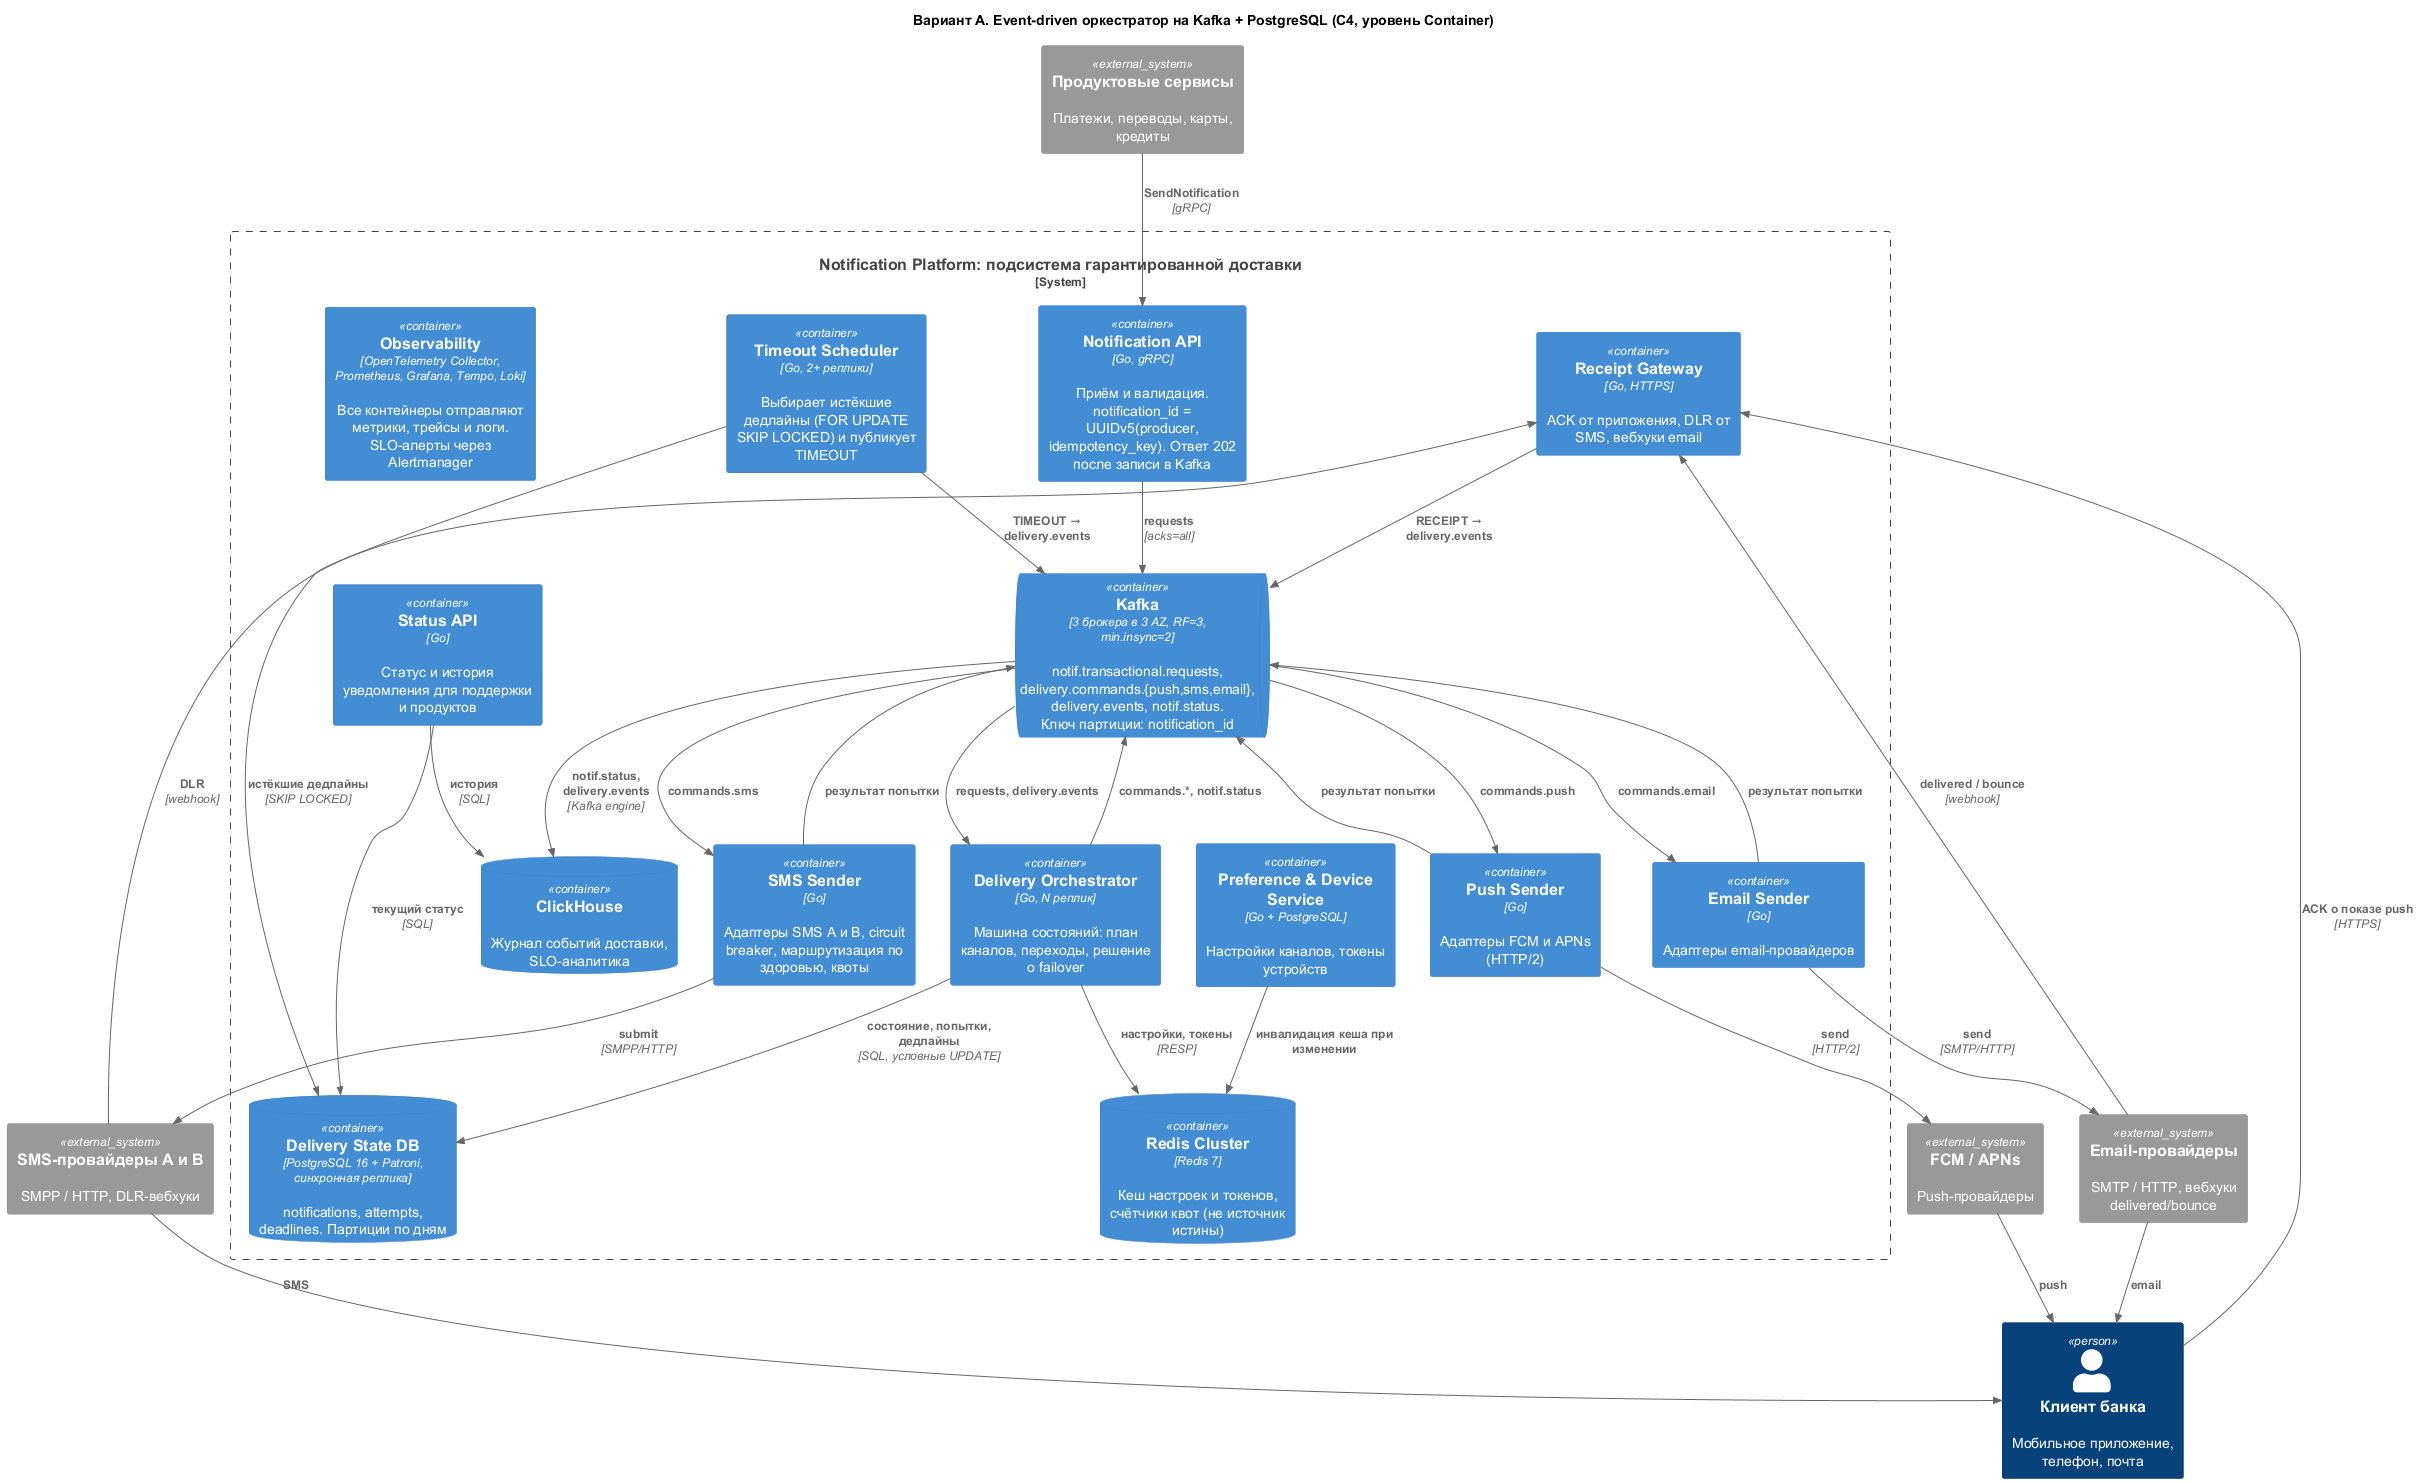 Вариант A. Event-driven оркестратор на Kafka + PostgreSQL (C4, уровень Container)
«external_system»
Продуктовые сервисы
Платежи, переводы, карты,
кредиты
SendNotification
[gRPC]
Notification Platform: подсистема гарантированной доставки
[System]
«container»
Observability
[OpenTelemetry Collector,
Prometheus, Grafana, Tempo, Loki]
Все контейнеры отправляют
метрики, трейсы и логи.
SLO-алерты через
Alertmanager
«container»
Timeout Scheduler
[Go, 2+ реплики]
Выбирает истёкшие
дедлайны (FOR UPDATE
SKIP LOCKED) и публикует
TIMEOUT
«container»
Notification API
[Go, gRPC]
Приём и валидация.
notification_id =
UUIDv5(producer,
idempotency_key). Ответ 202
после записи в Kafka
«container»
Receipt Gateway
[Go, HTTPS]
ACK от приложения, DLR от
SMS, вебхуки email
TIMEOUT →
delivery.events
requests
[acks=all]
RECEIPT →
delivery.events
«container»
Status API
[Go]
Статус и история
уведомления для поддержки
и продуктов
«container»
Kafka
[3 брокера в 3 AZ, RF=3,
min.insync=2]
notif.transactional.requests,
delivery.commands.{push,sms,email},
delivery.events, notif.status.
Ключ партиции: notification_id
DLR
[webhook]
истёкшие дедлайны
[SKIP LOCKED]
история
[SQL]
notif.status,
delivery.events
[Kafka engine]
commands.sms
результат попытки
requests, delivery.events
commands.*, notif.status
результат попытки
commands.push
commands.email
результат попытки
delivered / bounce
[webhook]
текущий статус
[SQL]
«container»
ClickHouse
Журнал событий доставки,
SLO-аналитика
«container»
SMS Sender
[Go]
Адаптеры SMS A и B, circuit
breaker, маршрутизация по
здоровью, квоты
«container»
Delivery Orchestrator
[Go, N реплик]
Машина состояний: план
каналов, переходы, решение
о failover
«container»
Preference & Device
Service
[Go + PostgreSQL]
Настройки каналов, токены
устройств
«container»
Push Sender
[Go]
Адаптеры FCM и APNs
(HTTP/2)
«container»
Email Sender
[Go]
Адаптеры email-провайдеров
ACK о показе push
[HTTPS]
submit
[SMPP/HTTP]
состояние, попытки,
дедлайны
[SQL, условные UPDATE]
настройки, токены
[RESP]
инвалидация кеша при
изменении
send
[HTTP/2]
send
[SMTP/HTTP]
«external_system»
SMS-провайдеры A и B
SMPP / HTTP, DLR-вебхуки
«container»
Delivery State DB
[PostgreSQL 16 + Patroni,
синхронная реплика]
notifications, attempts,
deadlines. Партиции по дням
«container»
Redis Cluster
[Redis 7]
Кеш настроек и токенов,
счётчики квот (не источник
истины)
«external_system»
FCM / APNs
Push-провайдеры
«external_system»
Email-провайдеры
SMTP / HTTP, вебхуки
delivered/bounce
SMS
push
email
«person»
Клиент банка
Мобильное приложение,
телефон, почта